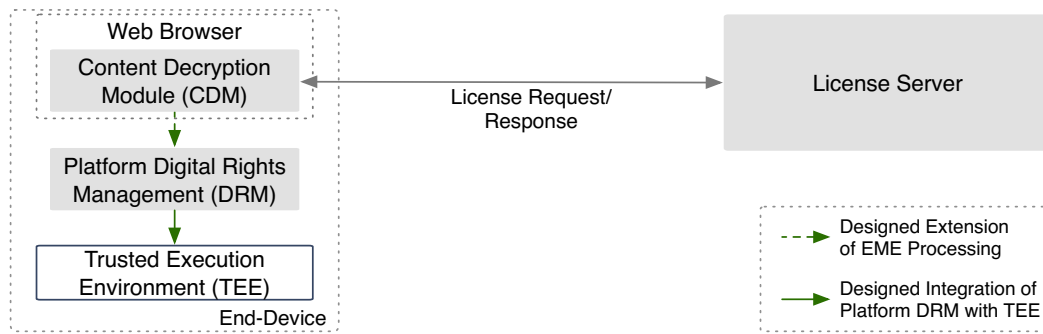 Web Browser
Content Decryption
Module (CDM)
License Request/
Response
License Server
Platform Digital Rights
Management (DRM)
Trusted Execution
Environment (TEE)
End-Device
Designed Extension
of EME Processing
Designed Integration of
Platform DRM with TEE